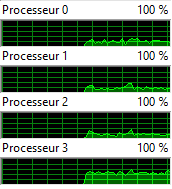 Processeur 0 100 %
Processeur 1 100 %
Processeur 2 100 %
Processeur 3 100 %